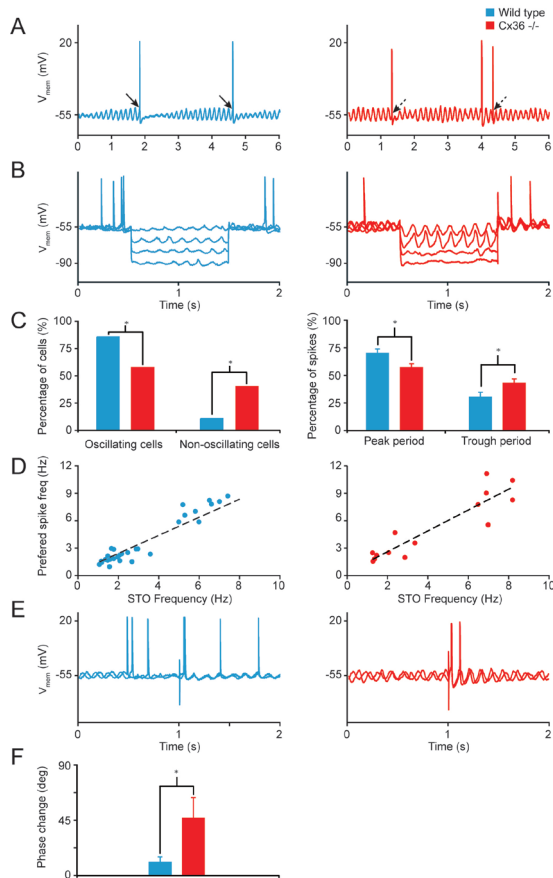 Wild type
Cx36 -/-
A
Vmem (mV)
20
-55
0 1 2 3 4 5 6
20
-55
0 1 2 3 4 5 6
B
Vmem (mV)
-55
-90
0 1 2
Time (s)
-55
-90
0 1 2
Time (s)
C
Percentage of cells (%)
100
75
50
25
0
*
*
Oscillating cells
Non-oscillating cells
Percentage of spikes (%)
100
75
50
25
0
*
*
Peak period
Trough period
D
Prefered spike freq (Hz)
12
9
6
3
0
0 2 4 6 8 10
STO Frequency (Hz)
12
9
6
3
0
0 2 4 6 8 10
STO Frequency (Hz)
E
Vmem (mV)
20
-55
0 1 2
Time (s)
20
-55
0 1 2
Time (s)
F
Phase change (deg)
90
45
0
*